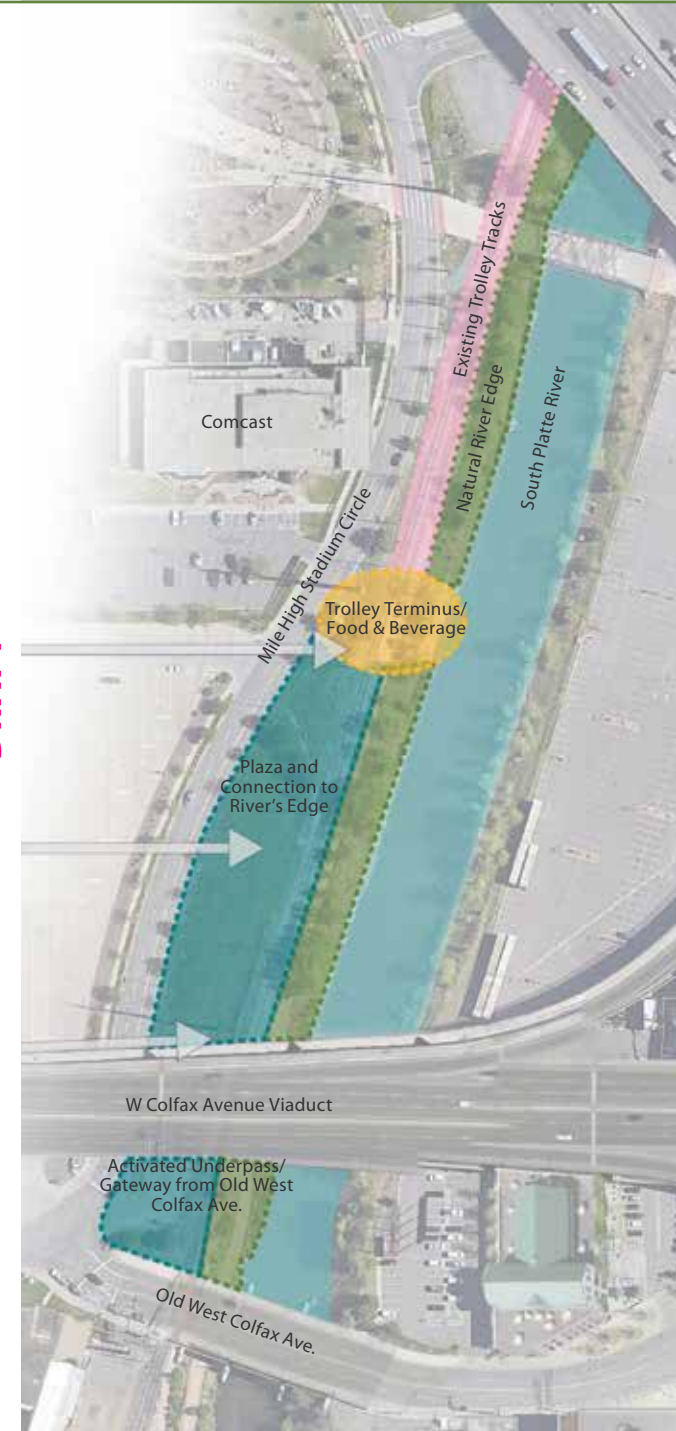 Existing Trolley Tracks
Natural River Edge
South Platte River
Comcast
Mile High Stadium Circle
Trolley Terminus/
Food & Beverage
Plaza and
Connection to
River's Edge
W Colfax Avenue Viaduct
Activated Underpass/
Gateway from Old West
Colfax Ave.
Old West Colfax Ave.